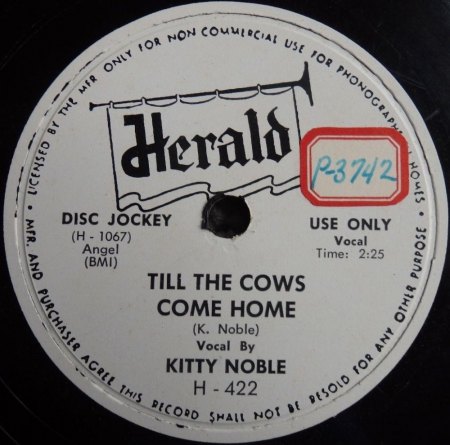 LICENSED BY THE MFR ONLY FOR NON COMMERCIAL USE FOR PHONOGRAPH IN HOMES •
Herald
P-3742
DISC JOCKEY
(H - 1067)
Angel
(BMI)
USE ONLY
Vocal
Time: 2:25
TILL THE COWS
COME HOME
(K. Noble)
Vocal By
KITTY NOBLE
H - 422
• MFR. AND PURCHASER AGREE THIS RECORD SHALL NOT BE RESOLD FOR ANY OTHER PURPOSE •